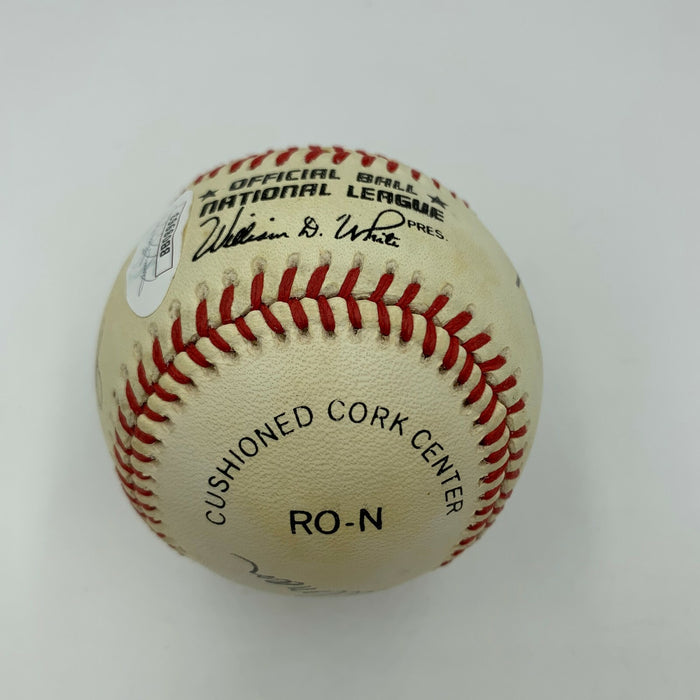 OFFICIAL BALL
NATIONAL LEAGUE
William D. White PRES.
CUSHIONED CORK CENTER
RO-N